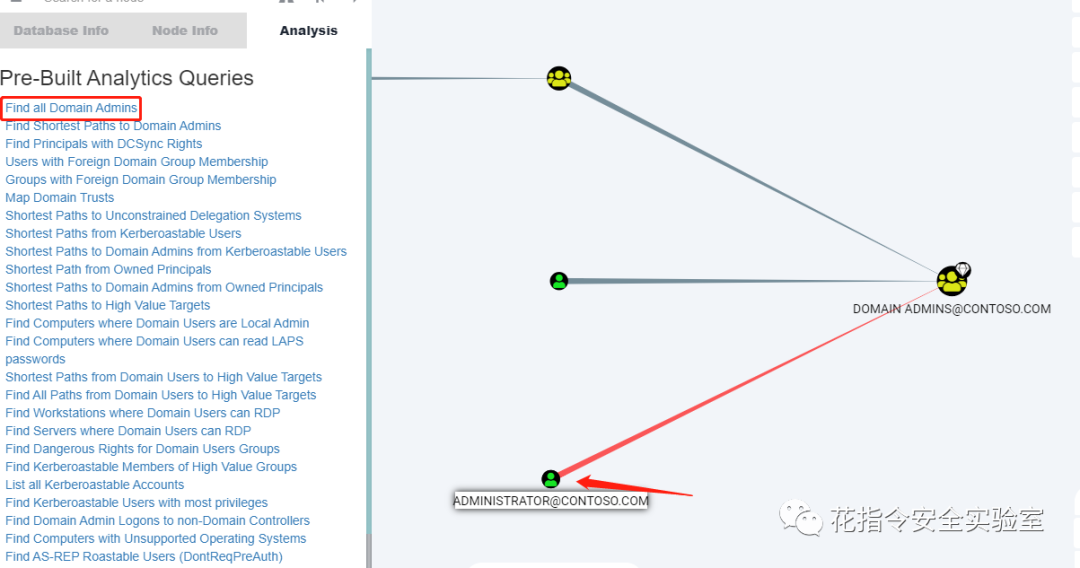 Search for a node
Database Info
Node Info
Analysis
Pre-Built Analytics Queries
Find all Domain Admins
Find Shortest Paths to Domain Admins
Find Principals with DCSync Rights
Users with Foreign Domain Group Membership
Groups with Foreign Domain Group Membership
Map Domain Trusts
Shortest Paths to Unconstrained Delegation Systems
Shortest Paths from Kerberoastable Users
Shortest Paths to Domain Admins from Kerberoastable Users
Shortest Path from Owned Principals
Shortest Paths to Domain Admins from Owned Principals
Shortest Paths to High Value Targets
Find Computers where Domain Users are Local Admin
Find Computers where Domain Users can read LAPS
passwords
Shortest Paths from Domain Users to High Value Targets
Find All Paths from Domain Users to High Value Targets
Find Workstations where Domain Users can RDP
Find Servers where Domain Users can RDP
Find Dangerous Rights for Domain Users Groups
Find Kerberoastable Members of High Value Groups
List all Kerberoastable Accounts
Find Kerberoastable Users with most privileges
Find Domain Admin Logons to non-Domain Controllers
Find Computers with Unsupported Operating Systems
Find AS-REP Roastable Users (DontReqPreAuth)
DOMAIN ADMINS@CONTOSO.COM
ADMINISTRATOR@CONTOSO.COM
花指令安全实验室